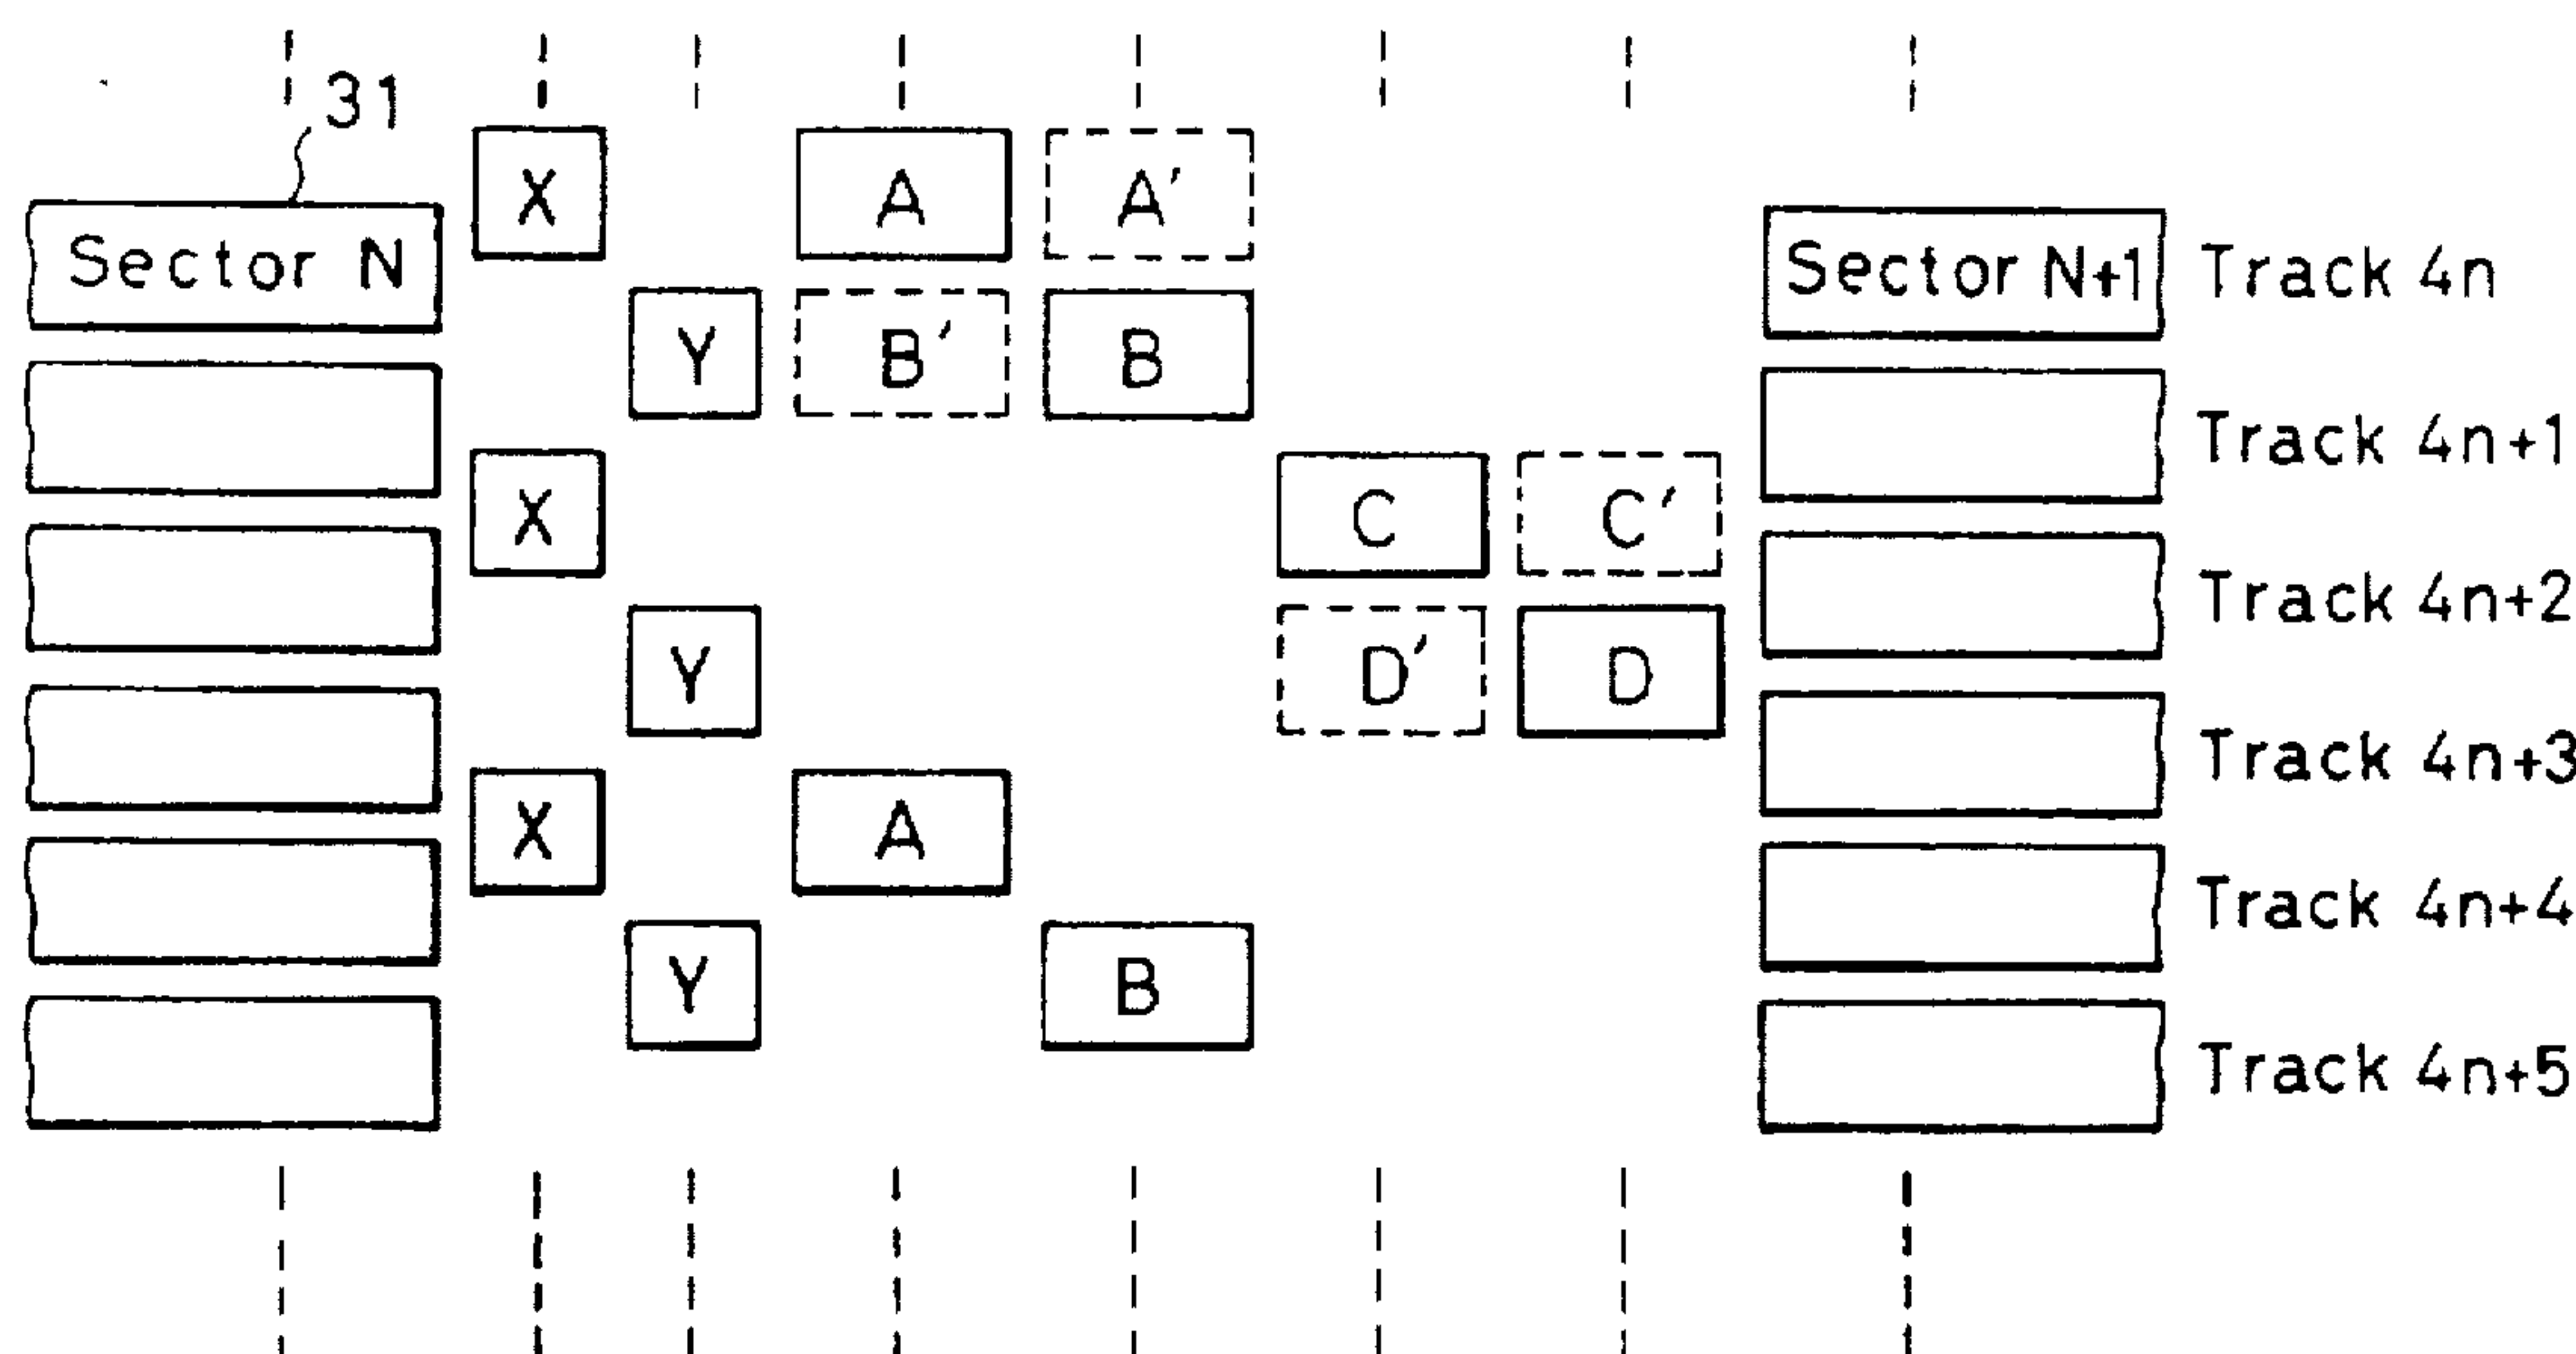 31
X A A'
Sector N Sector N+1 Track 4n
Y B' B
Track 4n+1
X C C'
Track 4n+2
Y D' D
Track 4n+3
X A
Track 4n+4
Y B
Track 4n+5